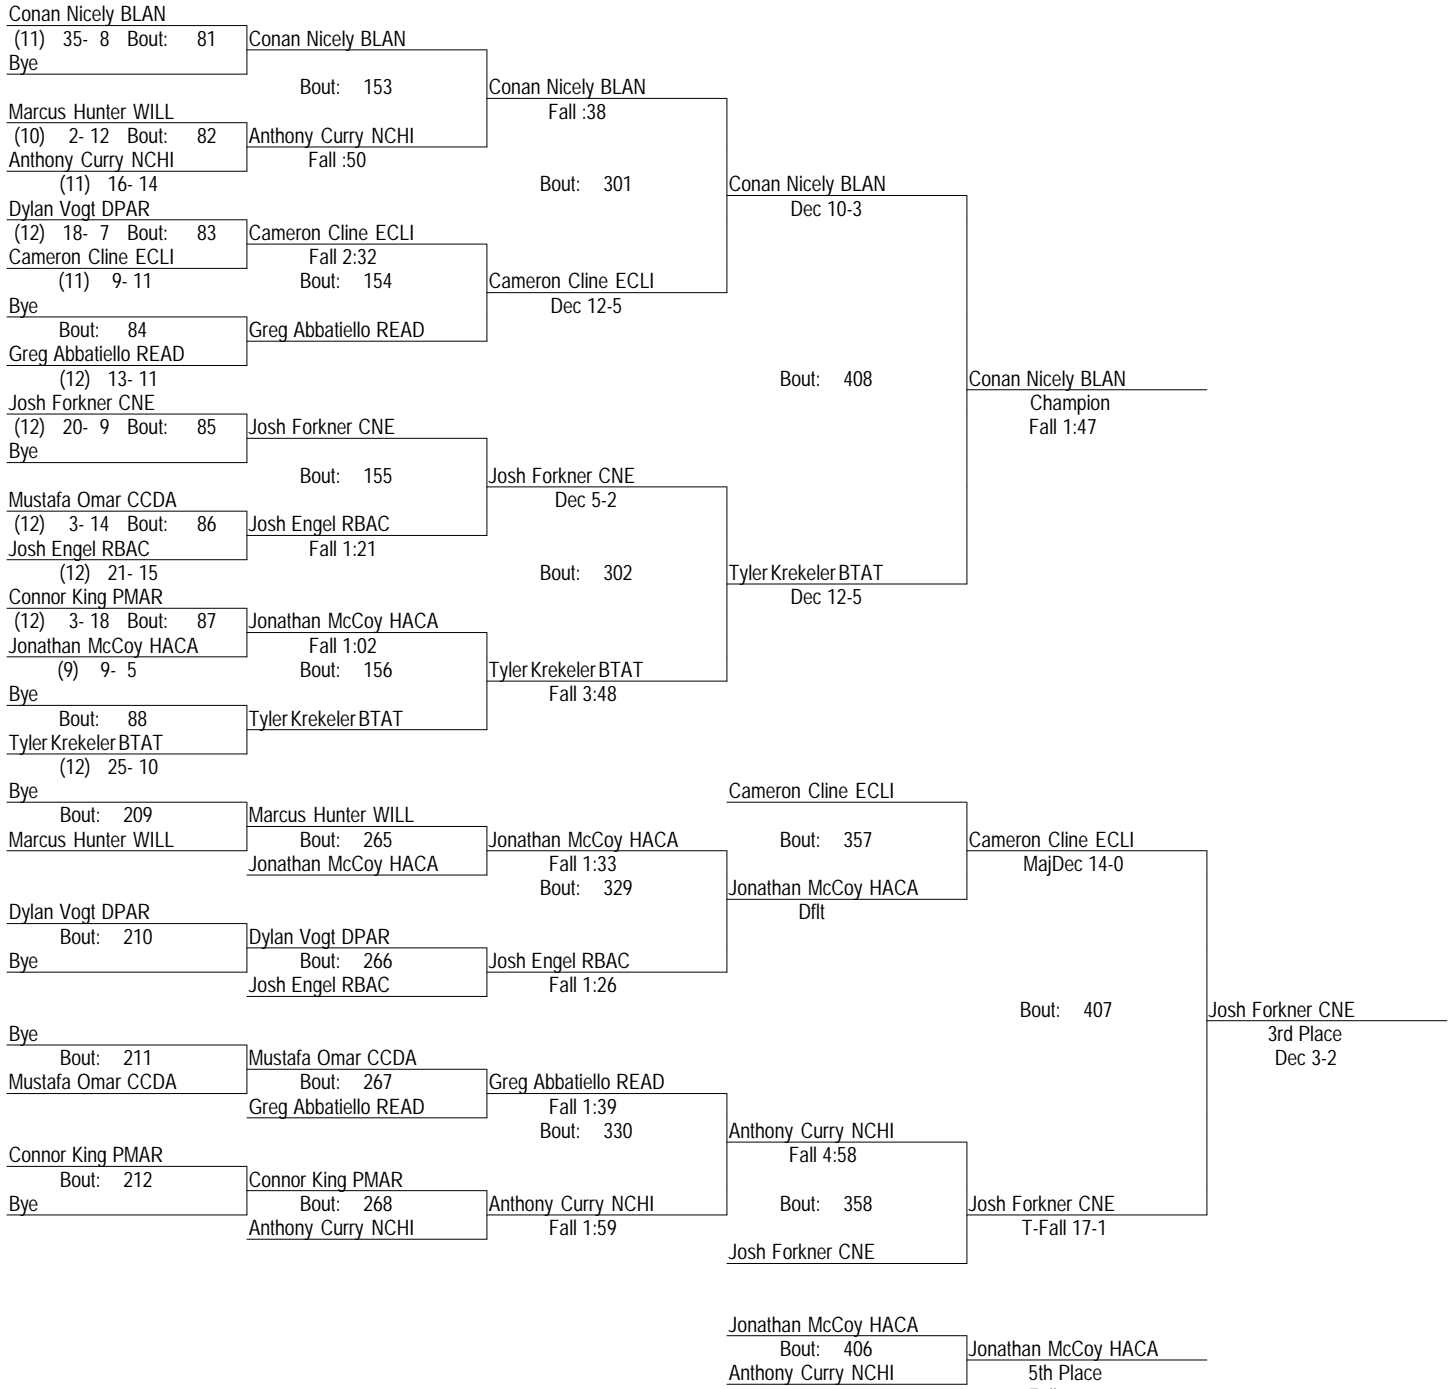 Conan Nicely BLAN
(11) 35- 8 Bout: 81 Conan Nicely BLAN
Bye
Bout: 153 Conan Nicely BLAN
Marcus Hunter WILL Fall :38
(10) 2- 12 Bout: 82 Anthony Curry NCHI
Anthony Curry NCHI Fall :50
(11) 16- 14 Bout: 301 Conan Nicely BLAN
Dylan Vogt DPAR Dec 10-3
(12) 18- 7 Bout: 83 Cameron Cline ECLI
Cameron Cline ECLI Fall 2:32
(11) 9- 11 Bout: 154 Cameron Cline ECLI
Bye Dec 12-5
Bout: 84 Greg Abbatiello READ
Greg Abbatiello READ
(12) 13- 11 Bout: 408 Conan Nicely BLAN
Josh Forkner CNE Champion
(12) 20- 9 Bout: 85 Josh Forkner CNE Fall 1:47
Bye
Bout: 155 Josh Forkner CNE
Mustafa Omar CCDA Dec 5-2
(12) 3- 14 Bout: 86 Josh Engel RBAC
Josh Engel RBAC Fall 1:21
(12) 21- 15 Bout: 302 Tyler Krekeler BTAT
Connor King PMAR Dec 12-5
(12) 3- 18 Bout: 87 Jonathan McCoy HACA
Jonathan McCoy HACA Fall 1:02
(9) 9- 5 Bout: 156 Tyler Krekeler BTAT
Bye Fall 3:48
Bout: 88 Tyler Krekeler BTAT
Tyler Krekeler BTAT
(12) 25- 10
Bye Cameron Cline ECLI
Bout: 209 Marcus Hunter WILL
Marcus Hunter WILL Bout: 265 Jonathan McCoy HACA Bout: 357 Cameron Cline ECLI
Jonathan McCoy HACA Fall 1:33 MajDec 14-0
Bout: 329 Jonathan McCoy HACA
Dylan Vogt DPAR Dflt
Bout: 210 Dylan Vogt DPAR
Bye Bout: 266 Josh Engel RBAC
Josh Engel RBAC Fall 1:26
Bout: 407 Josh Forkner CNE
Bye 3rd Place
Bout: 211 Mustafa Omar CCDA Dec 3-2
Mustafa Omar CCDA Bout: 267 Greg Abbatiello READ
Greg Abbatiello READ Fall 1:39
Bout: 330 Anthony Curry NCHI
Connor King PMAR Fall 4:58
Bout: 212 Connor King PMAR
Bye Bout: 268 Anthony Curry NCHI Bout: 358 Josh Forkner CNE
Anthony Curry NCHI Fall 1:59 T-Fall 17-1
Josh Forkner CNE
Jonathan McCoy HACA
Bout: 406 Jonathan McCoy HACA
Anthony Curry NCHI 5th Place